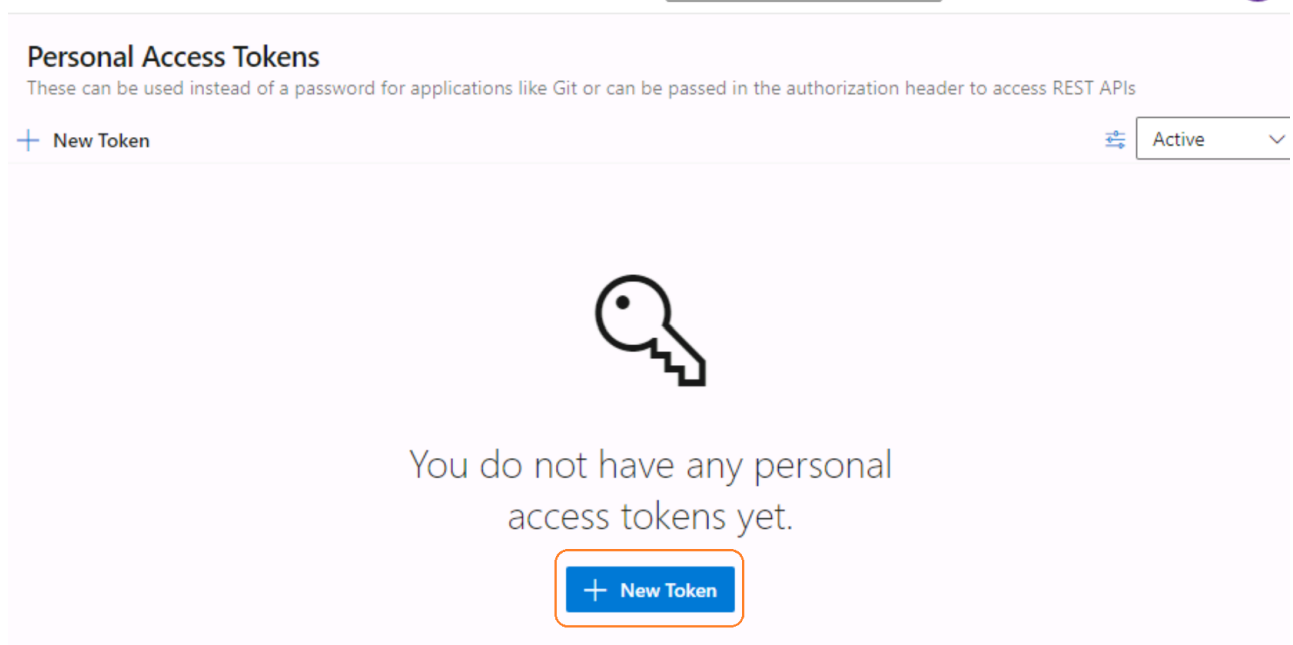 Personal Access Tokens
These can be used instead of a password for applications like Git or can be passed in the authorization header to access REST APIs
New Token
Active
You do not have any personal
access tokens yet.
New Token